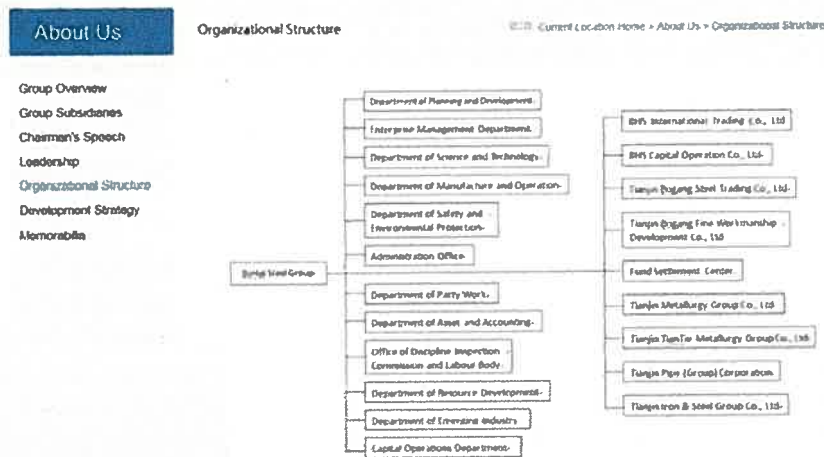 About Us
Organizational Structure
Current Location Home » About Us » Organizational Structure
Group Overview
Group Subsidiaries
Chairman's Speech
Leadership
Organizational Structure
Development Strategy
Memorabilia
Bohai Steel Group
Department of Planning and Development
Enterprise Management Department
Department of Science and Technology
Department of Manufacture and Operation
Department of Safety and
Environmental Protection
Administration Office
Department of Party Work
Department of Asset and Accounting
Office of Discipline Inspection
Commission and Labour Body
Department of Resource Development
Department of Emerging Industry
Capital Operations Department
BHS International Trading Co., Ltd
BHS Capital Operation Co., Ltd
Tianjin Bogang Steel Trading Co., Ltd
Tianjin Bogang Fine Workmanship
Development Co., Ltd
Fund Settlement Center
Tianjin Metallurgy Group Co., Ltd
Tianjin TianTie Metallurgy Group Co., Ltd
Tianjin Pipe (Group) Corporation
Tianjin Iron & Steel Group Co., Ltd